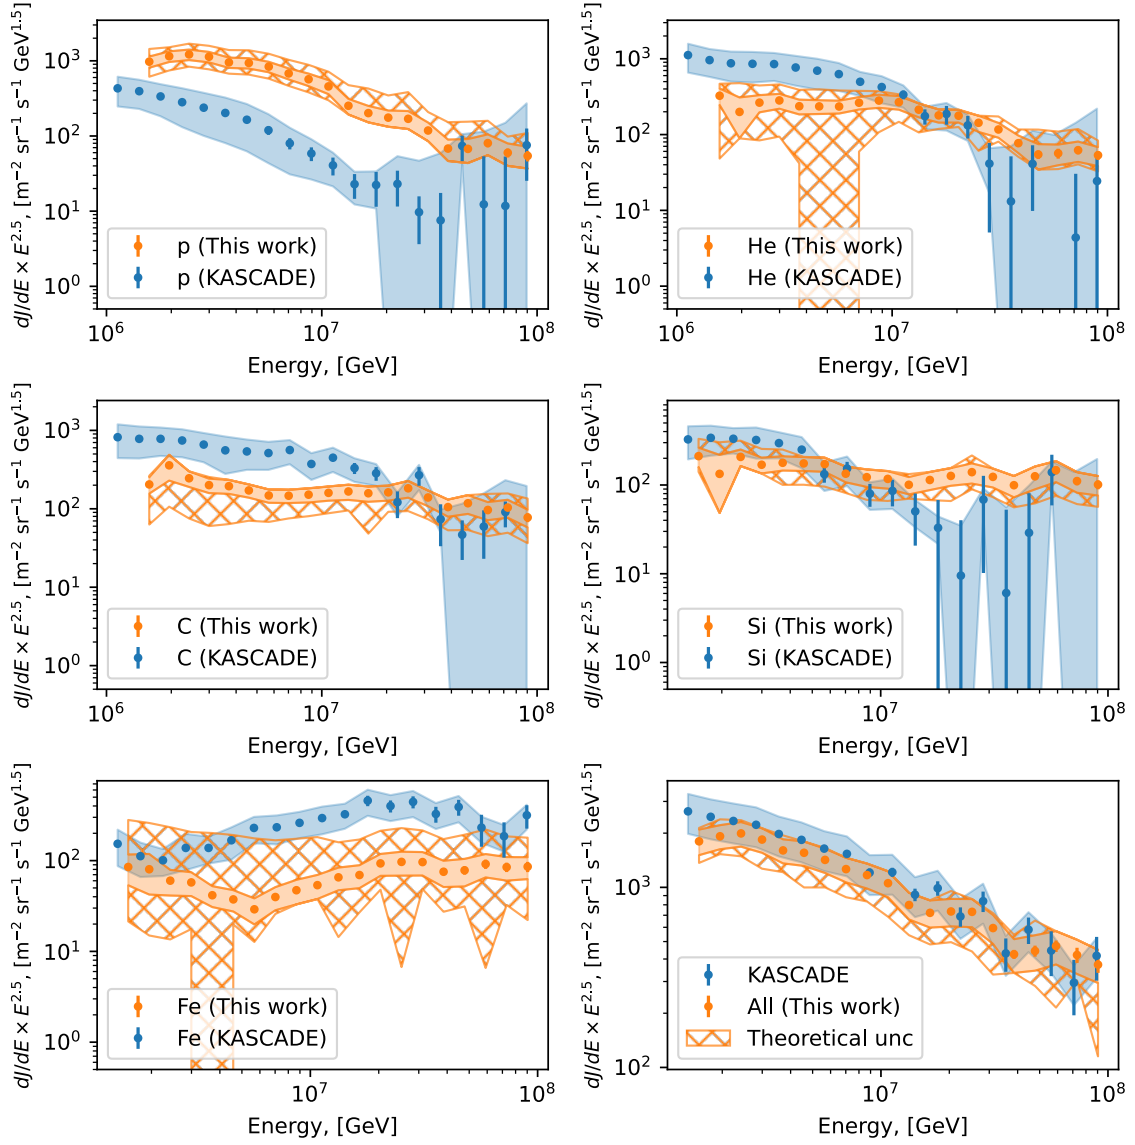 dJ/dE × E^2.5, [m^−2 sr^−1 s^−1 GeV^1.5]
10^3
10^2
10^1
10^0
p (This work)
p (KASCADE)
10^6 10^7 10^8
Energy, [GeV]
dJ/dE × E^2.5, [m^−2 sr^−1 s^−1 GeV^1.5]
10^3
10^2
10^1
10^0
He (This work)
He (KASCADE)
10^6 10^7 10^8
Energy, [GeV]
dJ/dE × E^2.5, [m^−2 sr^−1 s^−1 GeV^1.5]
10^3
10^2
10^1
10^0
C (This work)
C (KASCADE)
10^6 10^7 10^8
Energy, [GeV]
dJ/dE × E^2.5, [m^−2 sr^−1 s^−1 GeV^1.5]
10^2
10^1
10^0
Si (This work)
Si (KASCADE)
10^7 10^8
Energy, [GeV]
dJ/dE × E^2.5, [m^−2 sr^−1 s^−1 GeV^1.5]
10^2
10^1
10^0
Fe (This work)
Fe (KASCADE)
10^7 10^8
Energy, [GeV]
dJ/dE × E^2.5, [m^−2 sr^−1 s^−1 GeV^1.5]
10^3
10^2
KASCADE
All (This work)
Theoretical unc
10^7 10^8
Energy, [GeV]